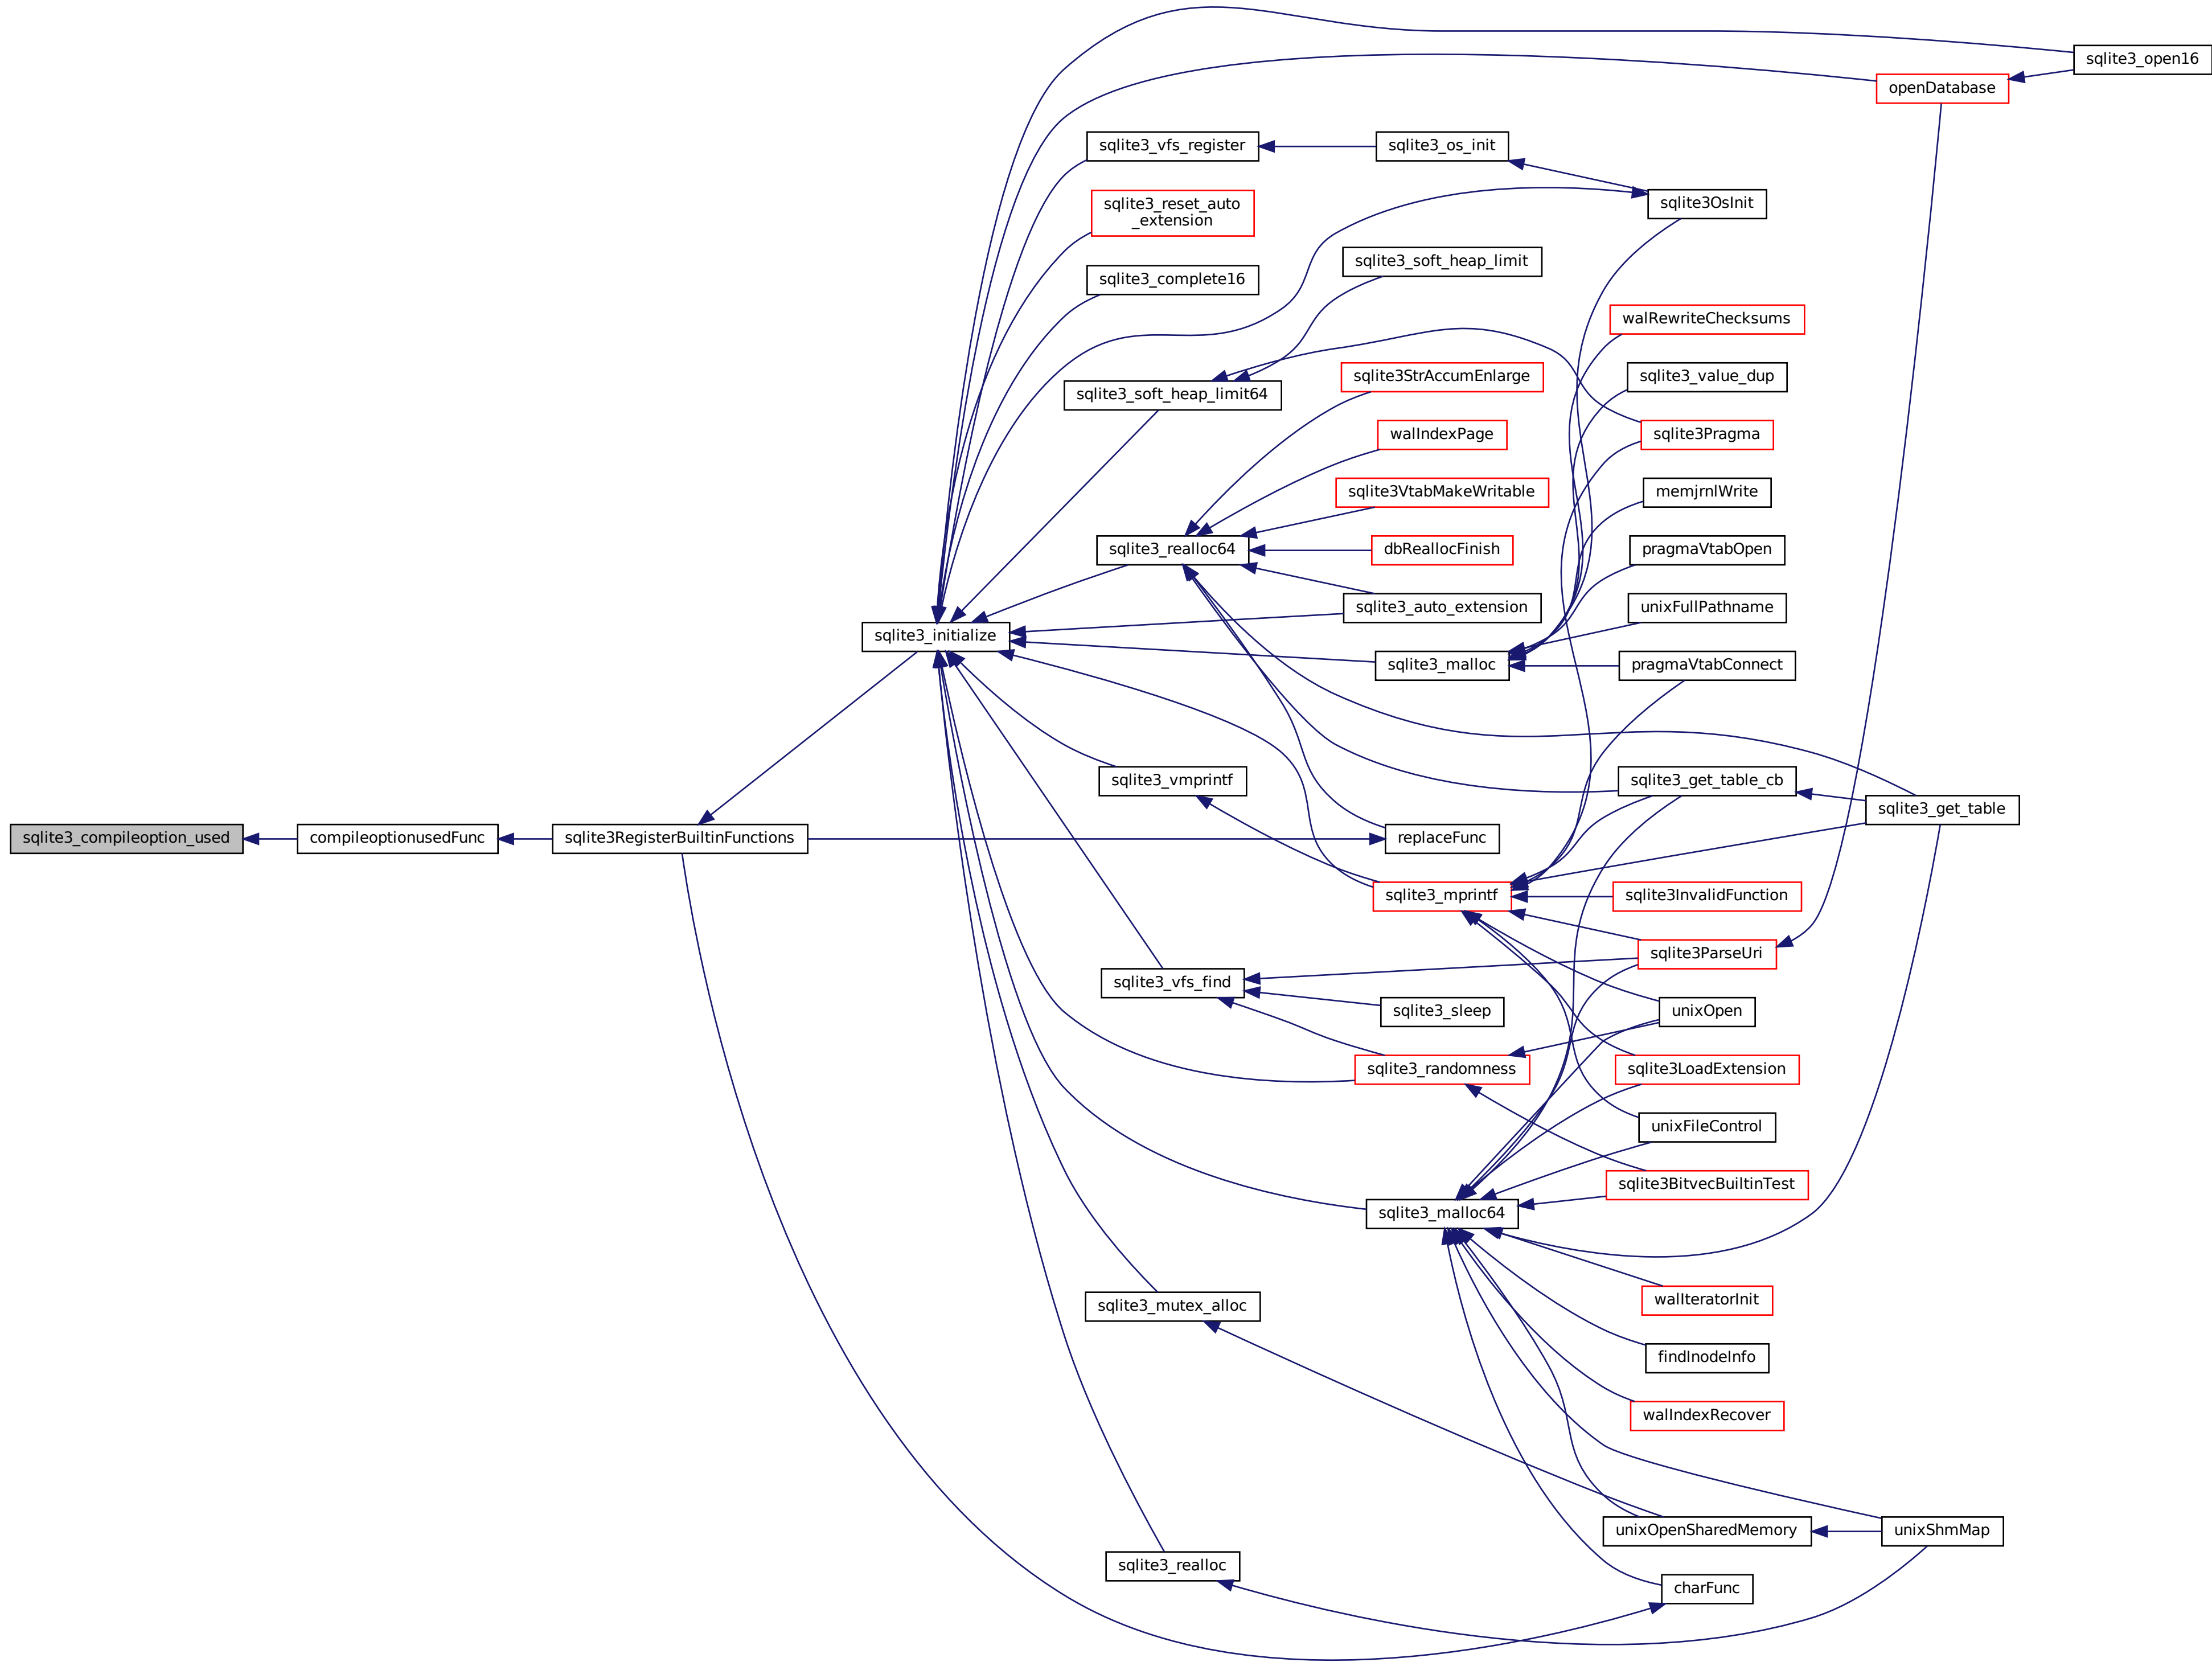 sqlite3_open16
openDatabase
sqlite3_vfs_register
sqlite3_os_init
sqlite3_reset_auto
_extension
sqlite3OsInit
sqlite3_soft_heap_limit
sqlite3_complete16
walRewriteChecksums
sqlite3StrAccumEnlarge
sqlite3_value_dup
sqlite3_soft_heap_limit64
walIndexPage
sqlite3Pragma
sqlite3VtabMakeWritable
memjrnlWrite
sqlite3_realloc64
dbReallocFinish
pragmaVtabOpen
sqlite3_auto_extension
unixFullPathname
sqlite3_initialize
sqlite3_malloc
pragmaVtabConnect
sqlite3_vmprintf
sqlite3_get_table_cb
sqlite3_get_table
sqlite3_compileoption_used
compileoptionusedFunc
sqlite3RegisterBuiltinFunctions
replaceFunc
sqlite3_mprintf
sqlite3InvalidFunction
sqlite3ParseUri
sqlite3_vfs_find
sqlite3_sleep
unixOpen
sqlite3_randomness
sqlite3LoadExtension
unixFileControl
sqlite3BitvecBuiltinTest
sqlite3_malloc64
sqlite3_mutex_alloc
walIteratorInit
findInodeInfo
walIndexRecover
unixOpenSharedMemory
unixShmMap
sqlite3_realloc
charFunc